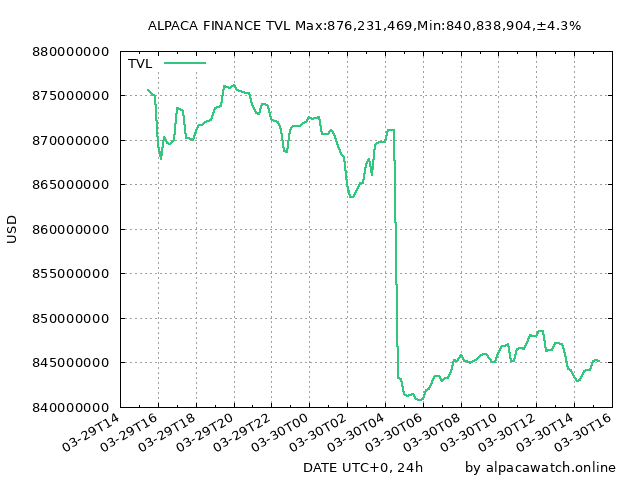 ALPACA FINANCE TVL Max:876,231,469,Min:840,838,904,±4.3%
880000000
TVL
875000000
870000000
865000000
USD
860000000
855000000
850000000
845000000
840000000
03-29T14
03-29T16
03-29T18
03-29T20
03-29T22
03-30T00
03-30T02
03-30T04
03-30T06
03-30T08
03-30T10
03-30T12
03-30T14
03-30T16
DATE UTC+0, 24h
by alpacawatch.online